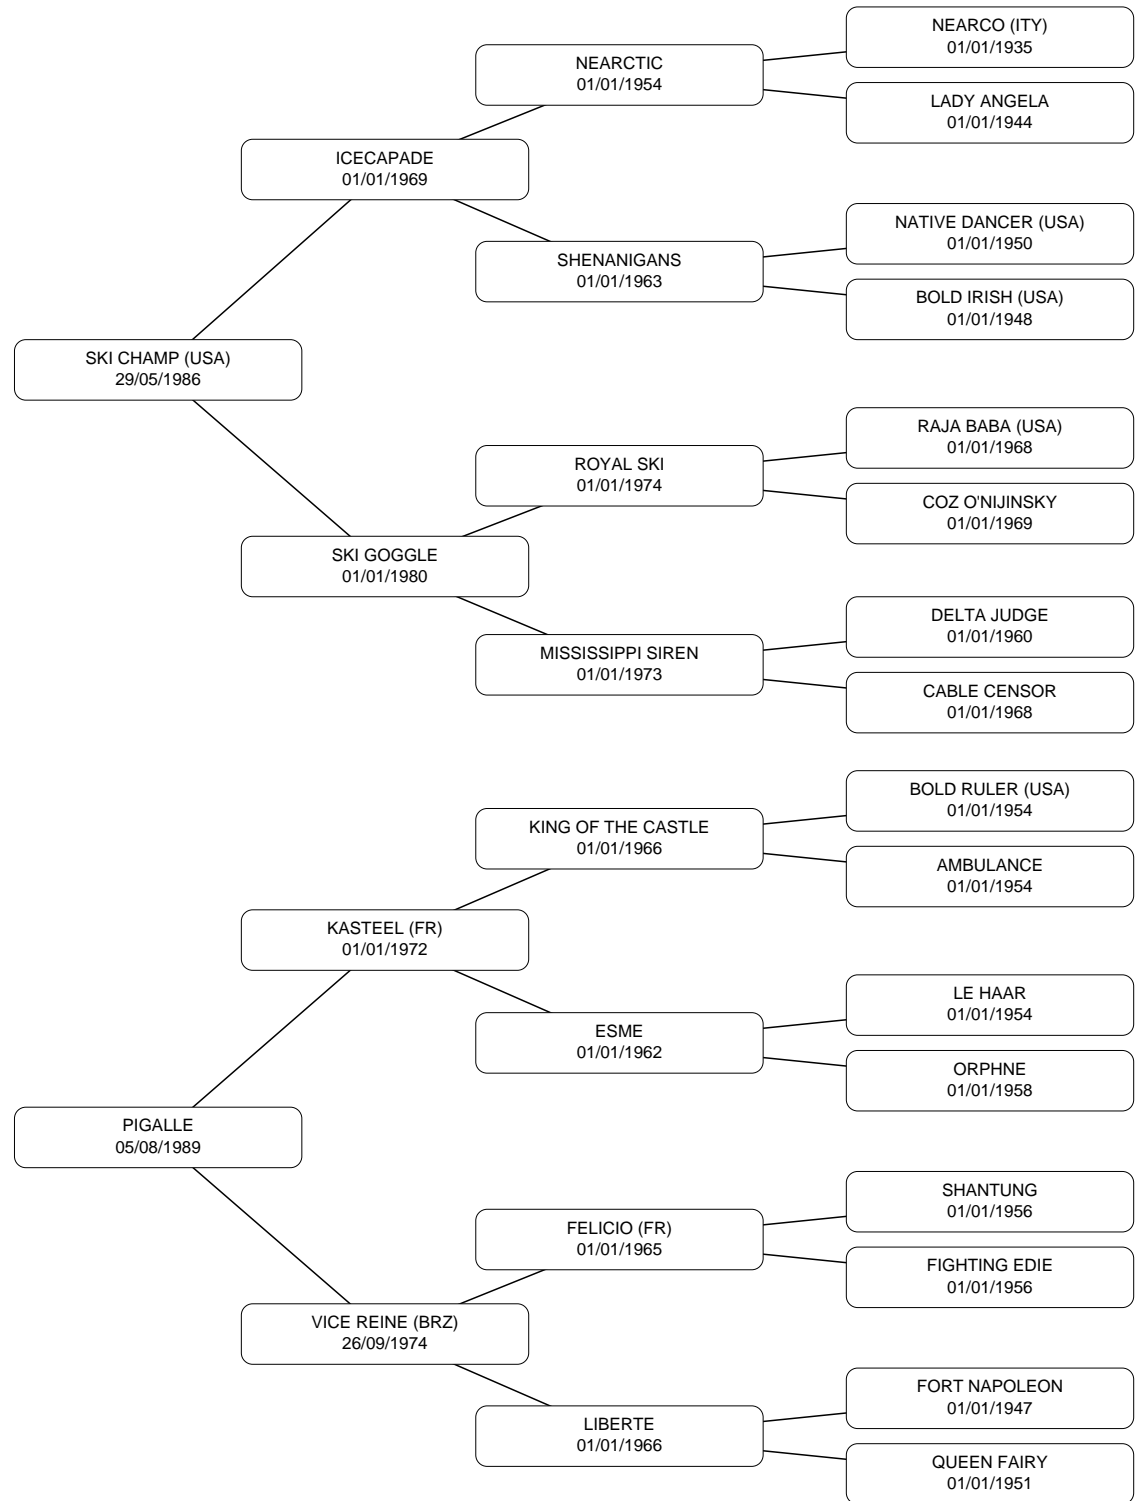 NEARCO (ITY)
01/01/1935
NEARCTIC
01/01/1954
LADY ANGELA
01/01/1944
ICECAPADE
01/01/1969
NATIVE DANCER (USA)
01/01/1950
SHENANIGANS
01/01/1963
BOLD IRISH (USA)
01/01/1948
SKI CHAMP (USA)
29/05/1986
RAJA BABA (USA)
01/01/1968
ROYAL SKI
01/01/1974
COZ O'NIJINSKY
01/01/1969
SKI GOGGLE
01/01/1980
DELTA JUDGE
01/01/1960
MISSISSIPPI SIREN
01/01/1973
CABLE CENSOR
01/01/1968
BOLD RULER (USA)
01/01/1954
KING OF THE CASTLE
01/01/1966
AMBULANCE
01/01/1954
KASTEEL (FR)
01/01/1972
LE HAAR
01/01/1954
ESME
01/01/1962
ORPHNE
01/01/1958
PIGALLE
05/08/1989
SHANTUNG
01/01/1956
FELICIO (FR)
01/01/1965
FIGHTING EDIE
01/01/1956
VICE REINE (BRZ)
26/09/1974
FORT NAPOLEON
01/01/1947
LIBERTE
01/01/1966
QUEEN FAIRY
01/01/1951